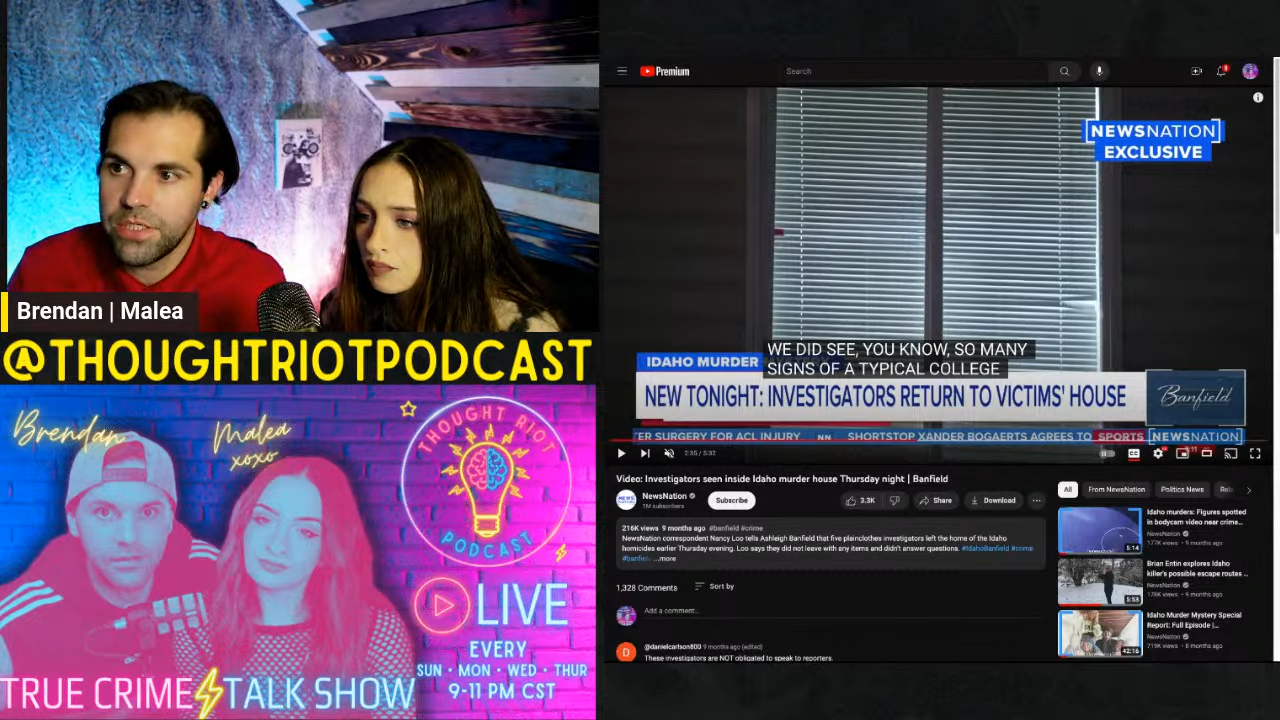 Brendan | Malea
@THOUGHTRIOTPODCAST
Brendan
Malea
xoxo
THOUGHT RIOT
PODCAST
LIVE
EVERY
SUN • MON • WED • THUR
9-11 PM CST
TRUE CRIME TALK SHOW
Premium
Search
NEWSNATION
EXCLUSIVE
WE DID SEE, YOU KNOW, SO MANY
SIGNS OF A TYPICAL COLLEGE
IDAHO MURDER
NEW TONIGHT: INVESTIGATORS RETURN TO VICTIMS' HOUSE
Banfield
TER SURGERY FOR ACL INJURY NN SHORTSTOP XANDER BOGAERTS AGREES TO SPORTS NEWSNATION
2:35 / 5:32
Video: Investigators seen inside Idaho murder house Thursday night | Banfield
NewsNation
1M subscribers
Subscribe
3.3K
Share
Download
216K views 9 months ago #banfield #crime
NewsNation correspondent Nancy Loo tells Ashleigh Banfield that five plainclothes investigators left the home of the Idaho
homicides earlier Thursday evening. Loo says they did not leave with any items and didn't answer questions. #IdahoBanfield #crime
#banfiel ...more
1,328 Comments
Sort by
Add a comment...
D
@danielcarlson800 9 months ago (edited)
These investigators are NOT obligated to speak to reporters.
All
From NewsNation
Politics News
Rel
Idaho murders: Figures spotted
in bodycam video near crime...
NewsNation
177K views • 9 months ago
5:14
Brian Entin explores Idaho
killer's possible escape routes ...
NewsNation
178K views • 9 months ago
5:53
Idaho Murder Mystery Special
Report: Full Episode |...
NewsNation
719K views • 8 months ago
42:16